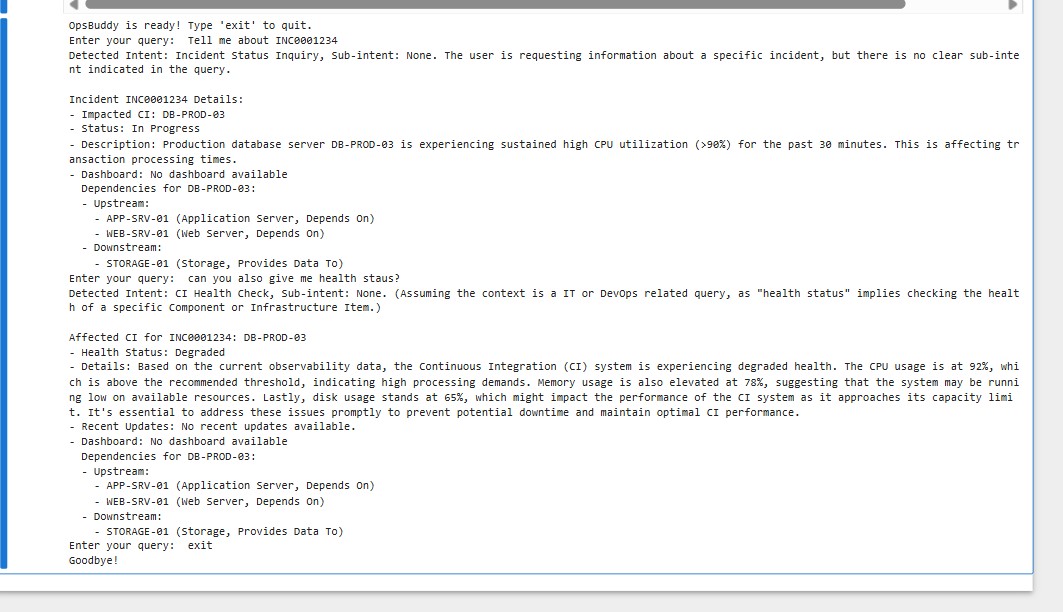 OpsBuddy is ready! Type 'exit' to quit.
Enter your query:  Tell me about INC0001234
Detected Intent: Incident Status Inquiry, Sub-intent: None. The user is requesting information about a specific incident, but there is no clear sub-inte
nt indicated in the query.

Incident INC0001234 Details:
- Impacted CI: DB-PROD-03
- Status: In Progress
- Description: Production database server DB-PROD-03 is experiencing sustained high CPU utilization (>90%) for the past 30 minutes. This is affecting tr
ansaction processing times.
- Dashboard: No dashboard available
  Dependencies for DB-PROD-03:
  - Upstream:
    - APP-SRV-01 (Application Server, Depends On)
    - WEB-SRV-01 (Web Server, Depends On)
  - Downstream:
    - STORAGE-01 (Storage, Provides Data To)
Enter your query:  can you also give me health staus?
Detected Intent: CI Health Check, Sub-intent: None. (Assuming the context is a IT or DevOps related query, as "health status" implies checking the healt
h of a specific Component or Infrastructure Item.)

Affected CI for INC0001234: DB-PROD-03
- Health Status: Degraded
- Details: Based on the current observability data, the Continuous Integration (CI) system is experiencing degraded health. The CPU usage is at 92%, whi
ch is above the recommended threshold, indicating high processing demands. Memory usage is also elevated at 78%, suggesting that the system may be runni
ng low on available resources. Lastly, disk usage stands at 65%, which might impact the performance of the CI system as it approaches its capacity limi
t. It's essential to address these issues promptly to prevent potential downtime and maintain optimal CI performance.
- Recent Updates: No recent updates available.
- Dashboard: No dashboard available
  Dependencies for DB-PROD-03:
  - Upstream:
    - APP-SRV-01 (Application Server, Depends On)
    - WEB-SRV-01 (Web Server, Depends On)
  - Downstream:
    - STORAGE-01 (Storage, Provides Data To)
Enter your query:  exit
Goodbye!